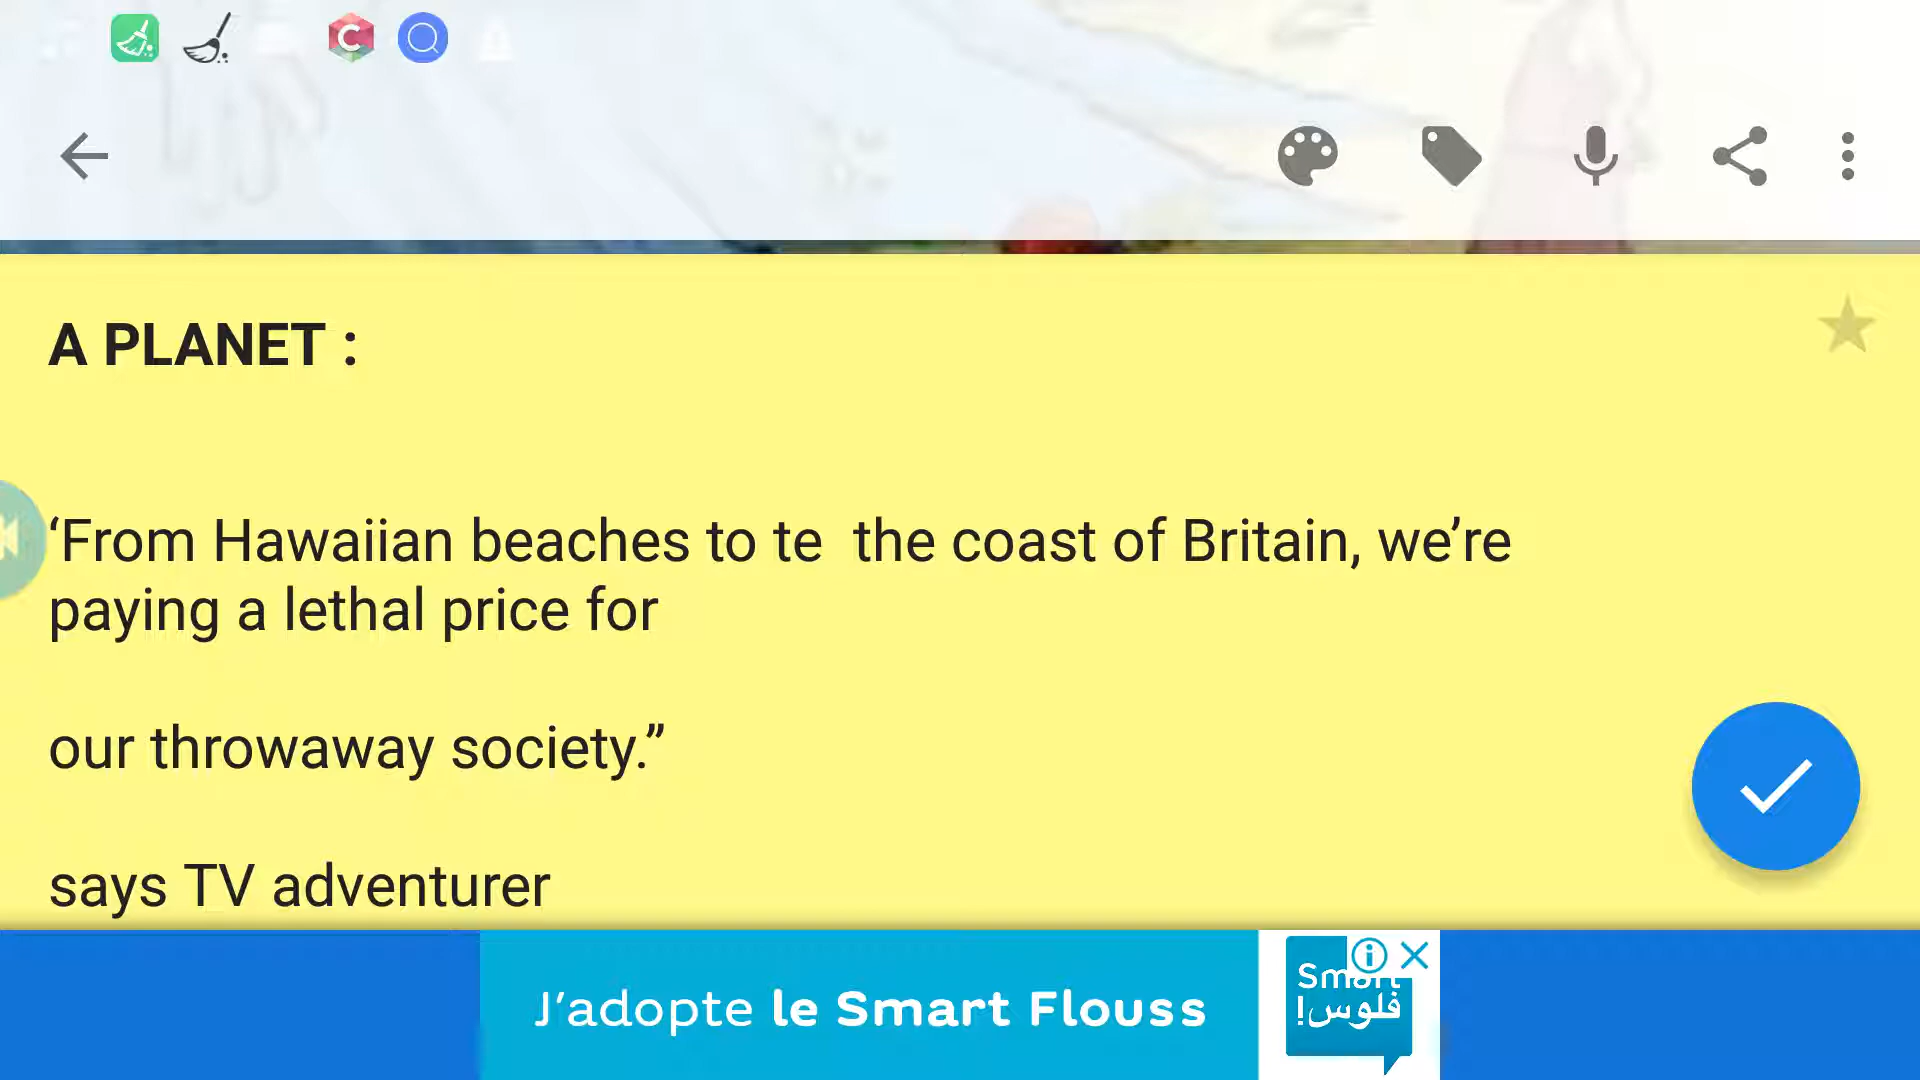 A PLANET :
‘From Hawaiian beaches to te  the coast of Britain, we’re
paying a lethal price for
our throwaway society.”
says TV adventurer
J’adopte le Smart Flouss
Smart
فلوس!